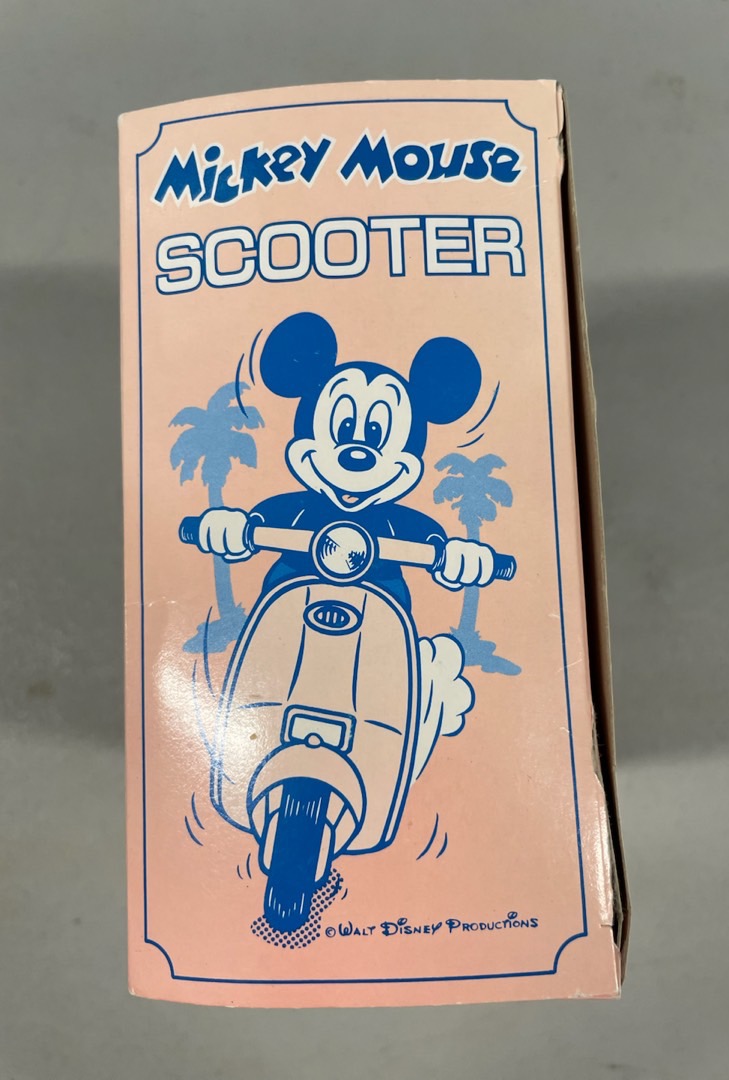 Mickey Mouse
SCOOTER
© Walt Disney Productions